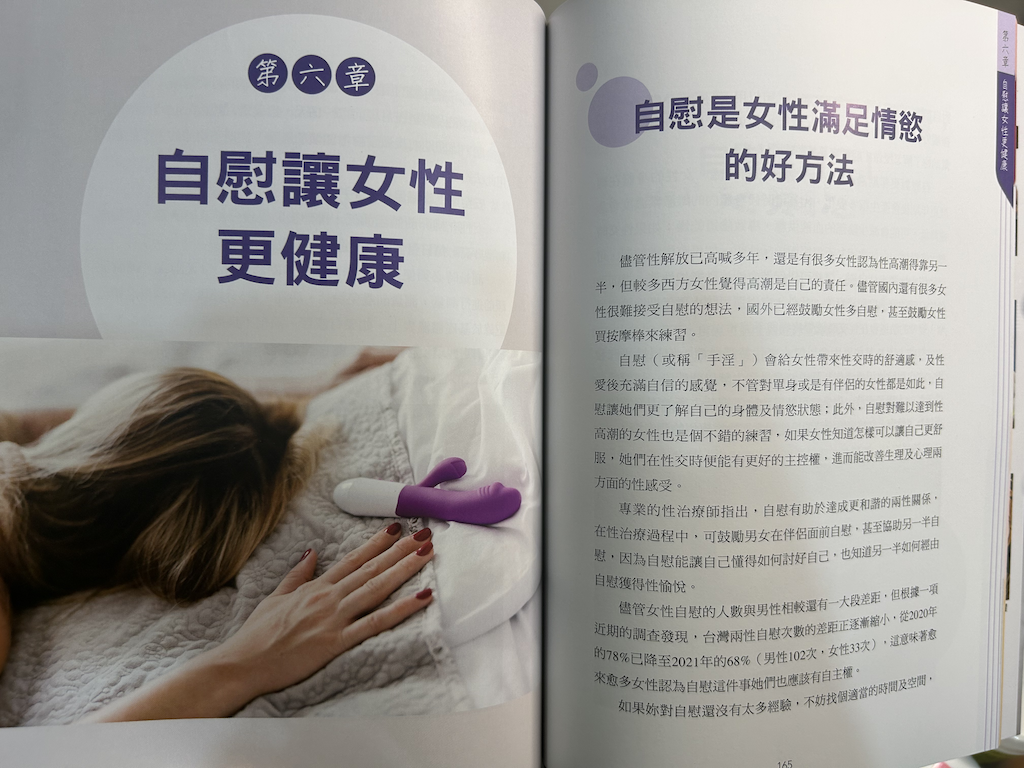 第六章
自慰讓女性
更健康
第六章 自慰讓女性更健康
自慰是女性滿足情慾
的好方法
儘管性解放已高喊多年，還是有很多女性認為性高潮得靠另一
半，但較多西方女性覺得高潮是自己的責任。儘管國內還有很多女
性很難接受自慰的想法，國外已經鼓勵女性多自慰，甚至鼓勵女性
買按摩棒來練習。
自慰（或稱「手淫」）會給女性帶來性交時的舒適感，及性
愛後充滿自信的感覺，不管對單身或是有伴侶的女性都是如此，自
慰讓她們更了解自己的身體及情慾狀態；此外，自慰對難以達到性
高潮的女性也是個不錯的練習，如果女性知道怎樣可以讓自己更舒
服，她們在性交時便能有更好的主控權，進而能改善生理及心理兩
方面的性感受。
專業的性治療師指出，自慰有助於達成更和諧的兩性關係，
在性治療過程中，可鼓勵男女在伴侶面前自慰，甚至協助另一半自
慰，因為自慰能讓自己懂得如何討好自己，也知道另一半如何經由
自慰獲得性愉悅。
儘管女性自慰的人數與男性相較還有一大段差距，但根據一項
近期的調查發現，台灣兩性自慰次數的差距正逐漸縮小，從2020年
的78%已降至2021年的68%（男性102次，女性33次），這意味著愈
來愈多女性認為自慰這件事她們也應該有自主權。
如果妳對自慰還沒有太多經驗，不妨找個適當的時間及空間，
165